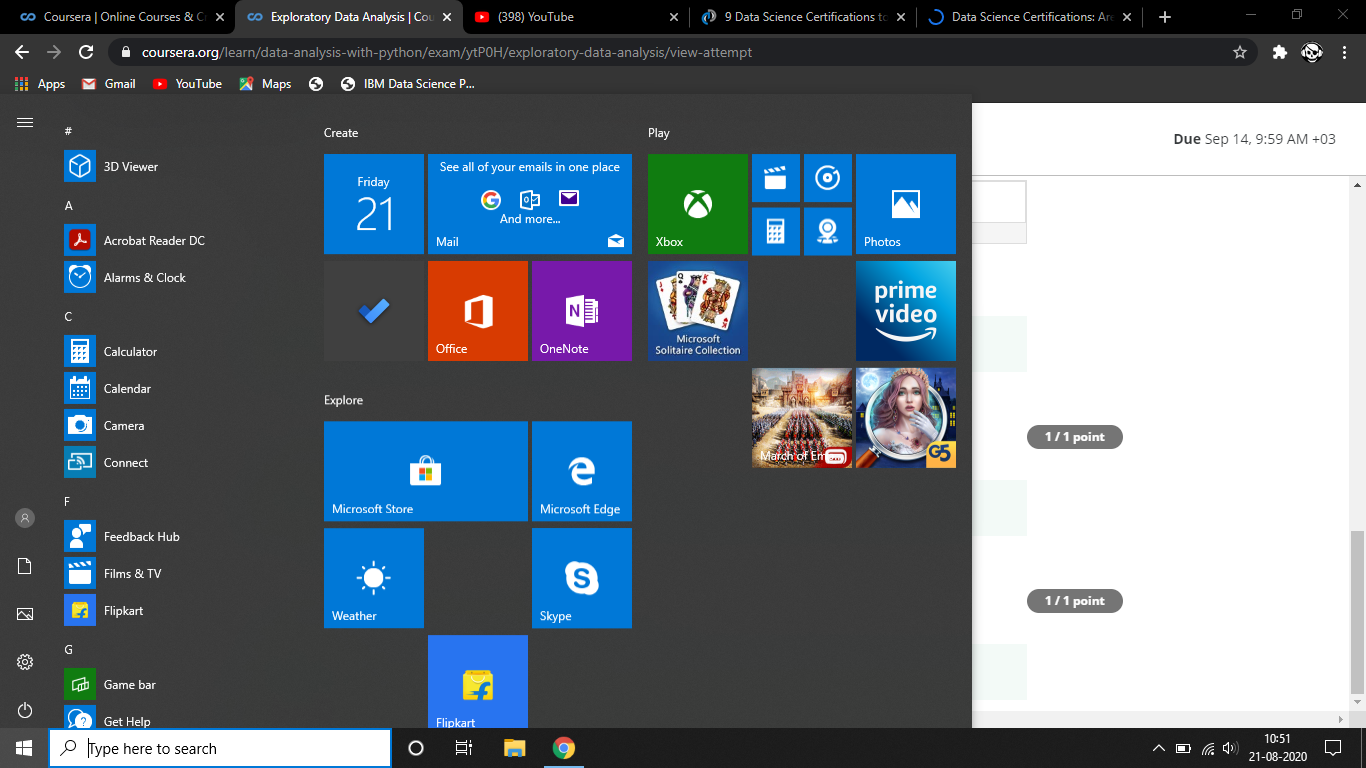 Coursera | Online Courses & C
Exploratory Data Analysis | Cou
(398) YouTube
9 Data Science Certifications to
Data Science Certifications: Are
coursera.org/learn/data-analysis-with-python/exam/ytP0H/exploratory-data-analysis/view-attempt
Apps
Gmail
YouTube
Maps
IBM Data Science P...
Due Sep 14, 9:59 AM +03
1 / 1 point
1 / 1 point
#
3D Viewer
A
Acrobat Reader DC
Alarms & Clock
C
Calculator
Calendar
Camera
Connect
F
Feedback Hub
Films & TV
Flipkart
G
Game bar
Get Help
Create
Friday
21
See all of your emails in one place
And more...
Mail
Office
OneNote
Explore
Microsoft Store
Microsoft Edge
Weather
Skype
Flipkart
Play
Xbox
Photos
Microsoft
Solitaire Collection
prime
video
March of Em
G5
Type here to search
10:51
21-08-2020